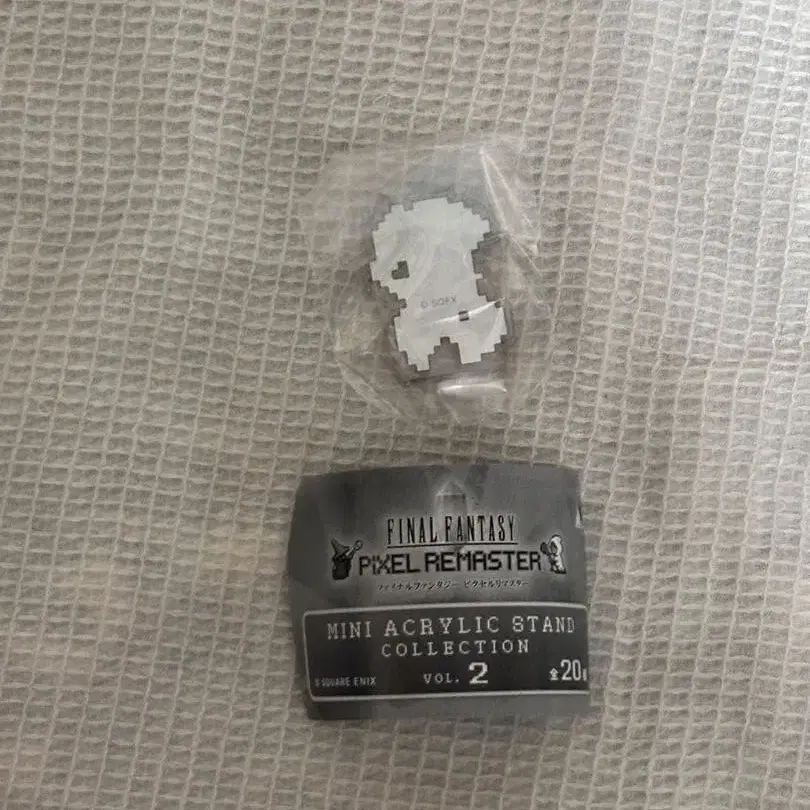 © SQEX
FINAL FANTASY
PIXEL REMASTER
ファイナルファンタジー ピクセルリマスター
MINI ACRYLIC STAND
COLLECTION
© SQUARE ENIX
VOL. 2
全20